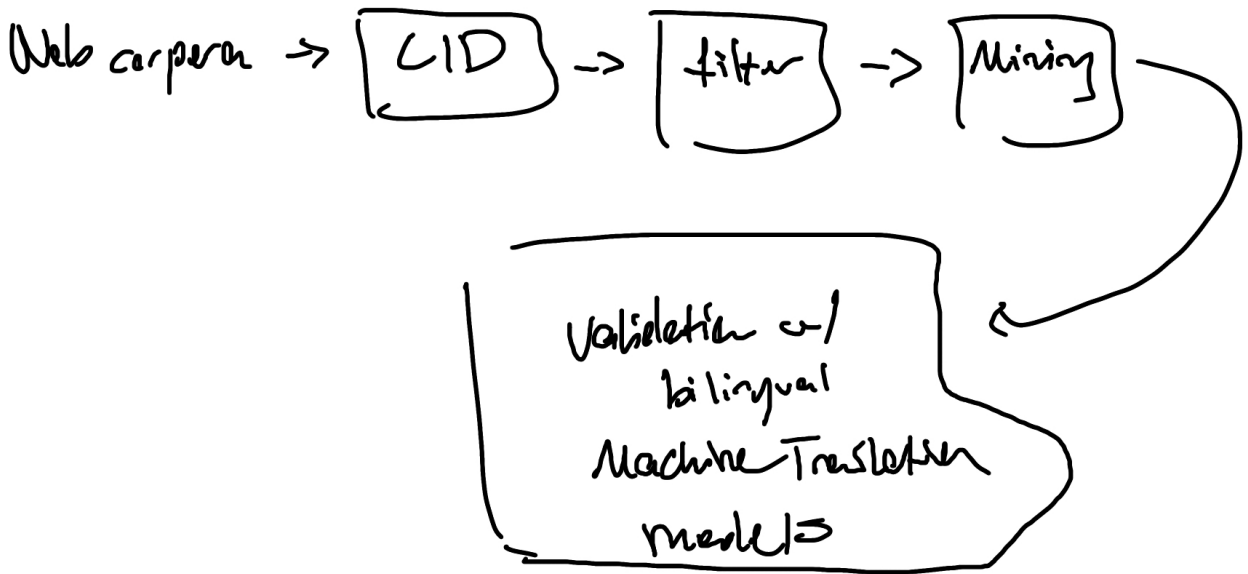 Web corpora → LID → filter → Mining
Validation w/
bilingual
Machine Translation
models